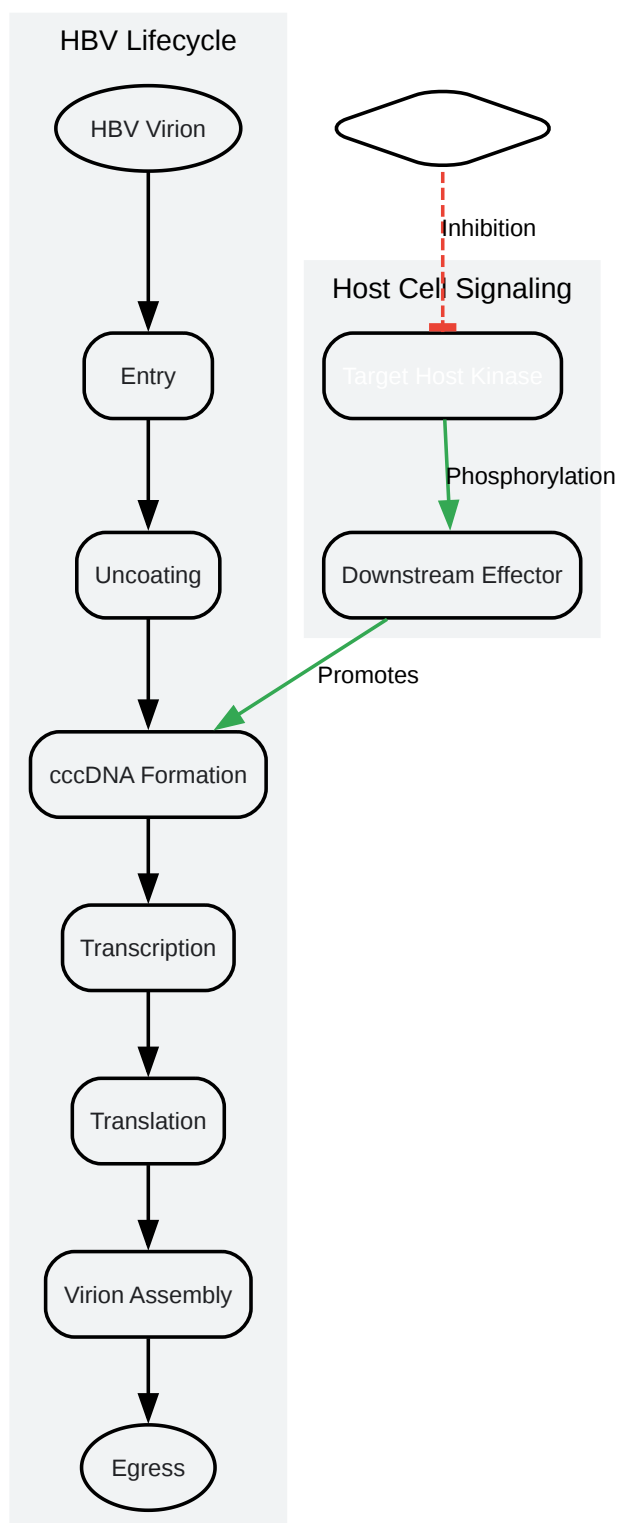 HBV Lifecycle
HBV Virion
Inhibition
Host Cell Signaling
Entry
Target Host Kinase
Phosphorylation
Uncoating
Downstream Effector
Promotes
cccDNA Formation
Transcription
Translation
Virion Assembly
Egress